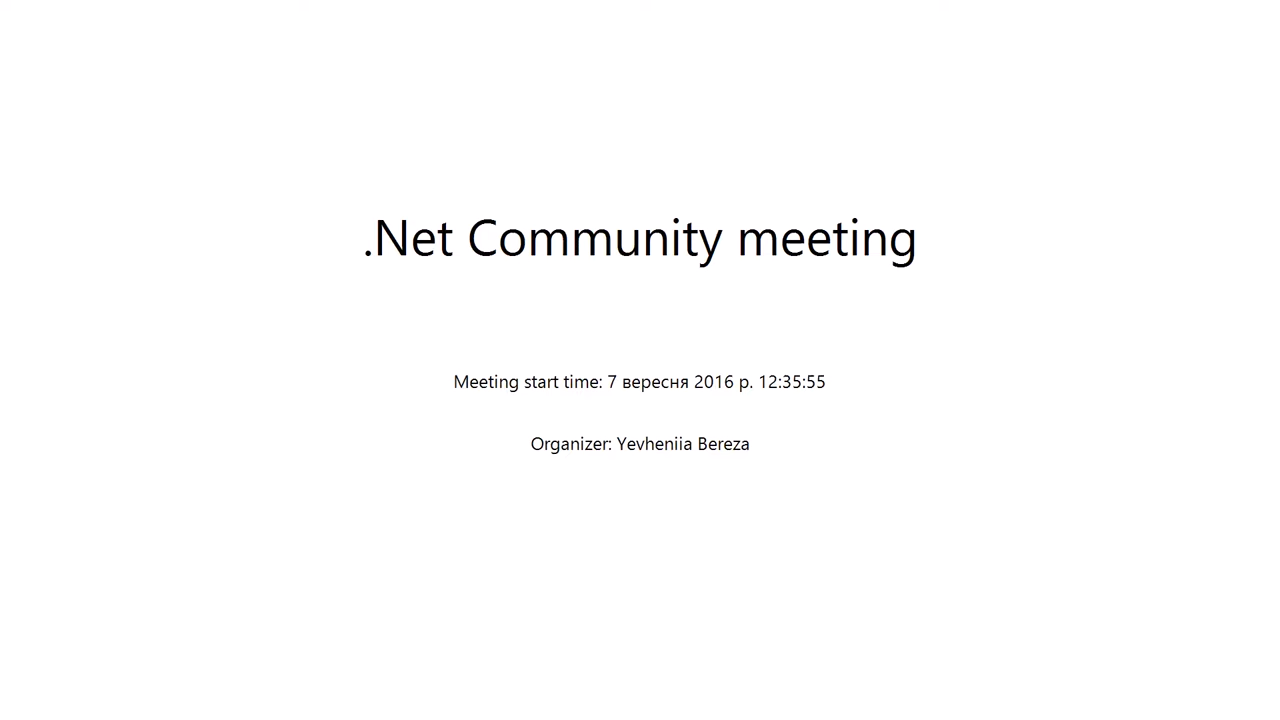 .Net Community meeting
Meeting start time: 7 вересня 2016 р. 12:35:55
Organizer: Yevheniia Bereza